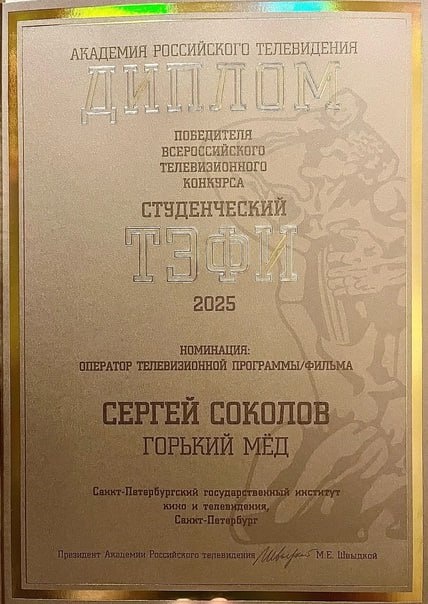 АКАДЕМИЯ РОССИЙСКОГО ТЕЛЕВИДЕНИЯ
ДИПЛОМ
ПОБЕДИТЕЛЯ
ВСЕРОССИЙСКОГО
ТЕЛЕВИЗИОННОГО
КОНКУРСА
СТУДЕНЧЕСКИЙ
ТЭФИ
2025
НОМИНАЦИЯ:
ОПЕРАТОР ТЕЛЕВИЗИОННОЙ ПРОГРАММЫ/ФИЛЬМА
СЕРГЕЙ СОКОЛОВ
ГОРЬКИЙ МЁД
Санкт-Петербургский государственный институт
кино и телевидения,
Санкт-Петербург
Президент Академии Российского телевидения М.Е. Швыдкой